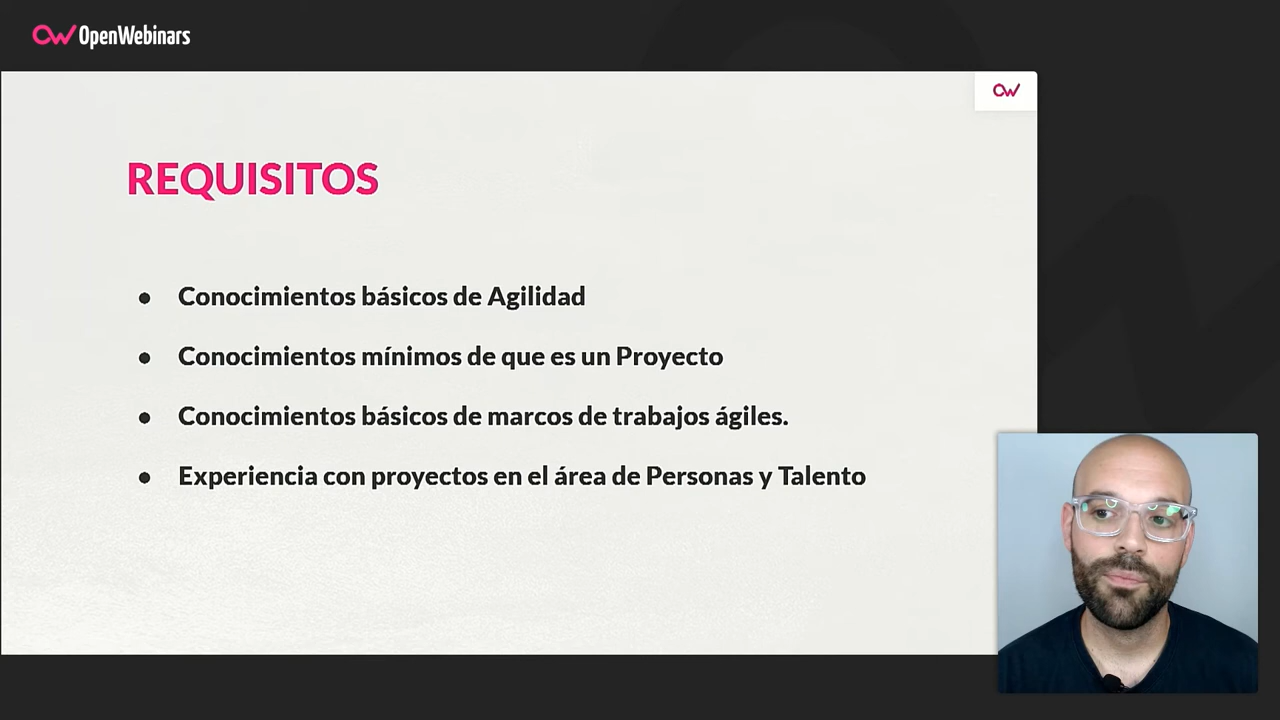 OpenWebinars
REQUISITOS
● Conocimientos básicos de Agilidad
● Conocimientos mínimos de que es un Proyecto
● Conocimientos básicos de marcos de trabajos ágiles.
● Experiencia con proyectos en el área de Personas y Talento